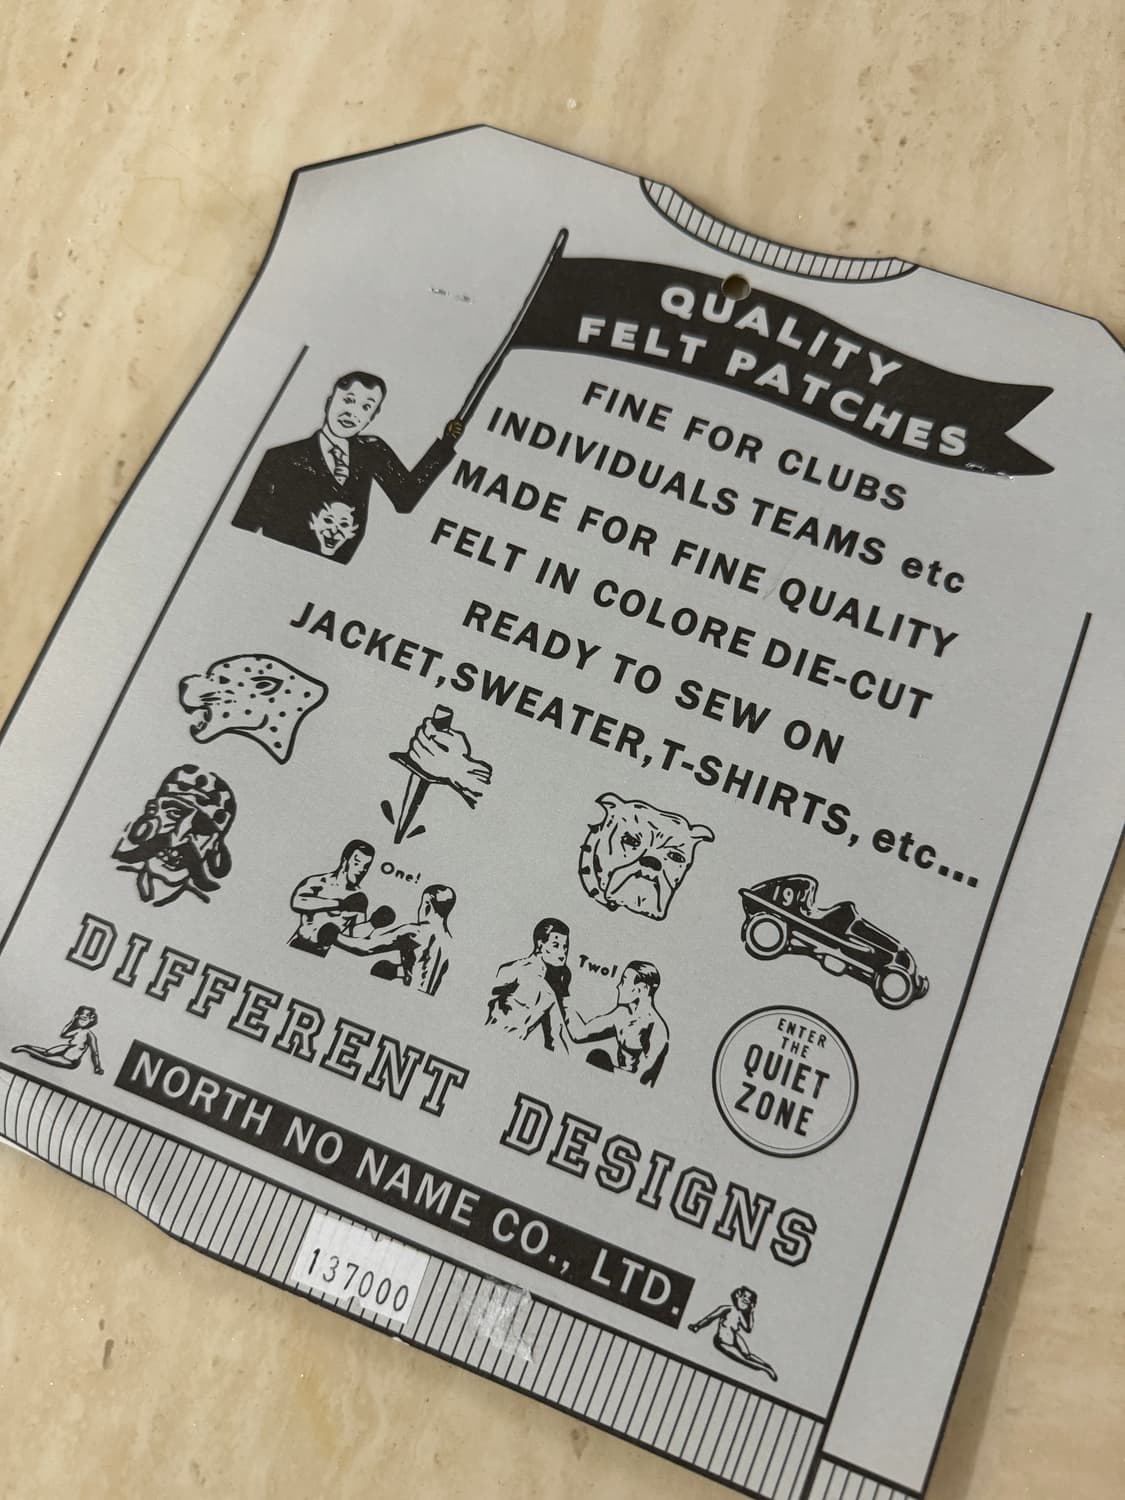 QUALITY
FELT PATCHES
FINE FOR CLUBS
INDIVIDUALS TEAMS etc
MADE FOR FINE QUALITY
FELT IN COLORE DIE-CUT
READY TO SEW ON
JACKET,SWEATER,T-SHIRTS, etc...
One!
19
Two!
ENTER
THE
QUIET
ZONE
DIFFERENT DESIGNS
NORTH NO NAME CO., LTD.
137000